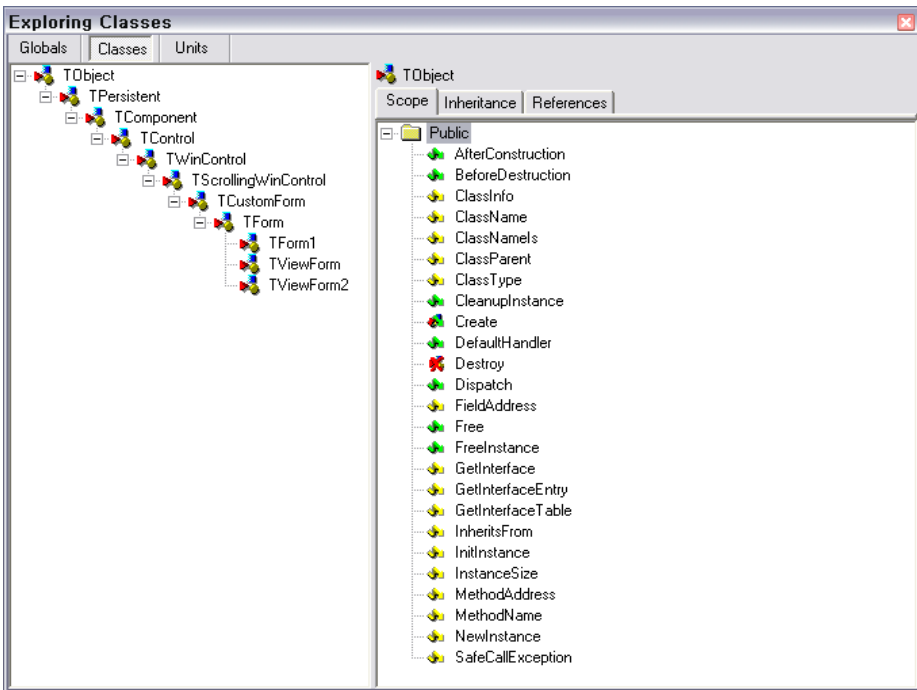 Exploring Classes
Globals Classes Units
TObject
TPersistent
TComponent
TControl
TWinControl
TScrollingWinControl
TCustomForm
TForm
TForm1
TViewForm
TViewForm2
TObject
Scope Inheritance References
Public
AfterConstruction
BeforeDestruction
ClassInfo
ClassName
ClassNameIs
ClassParent
ClassType
CleanupInstance
Create
DefaultHandler
Destroy
Dispatch
FieldAddress
Free
FreeInstance
GetInterface
GetInterfaceEntry
GetInterfaceTable
InheritsFrom
InitInstance
InstanceSize
MethodAddress
MethodName
NewInstance
SafeCallException